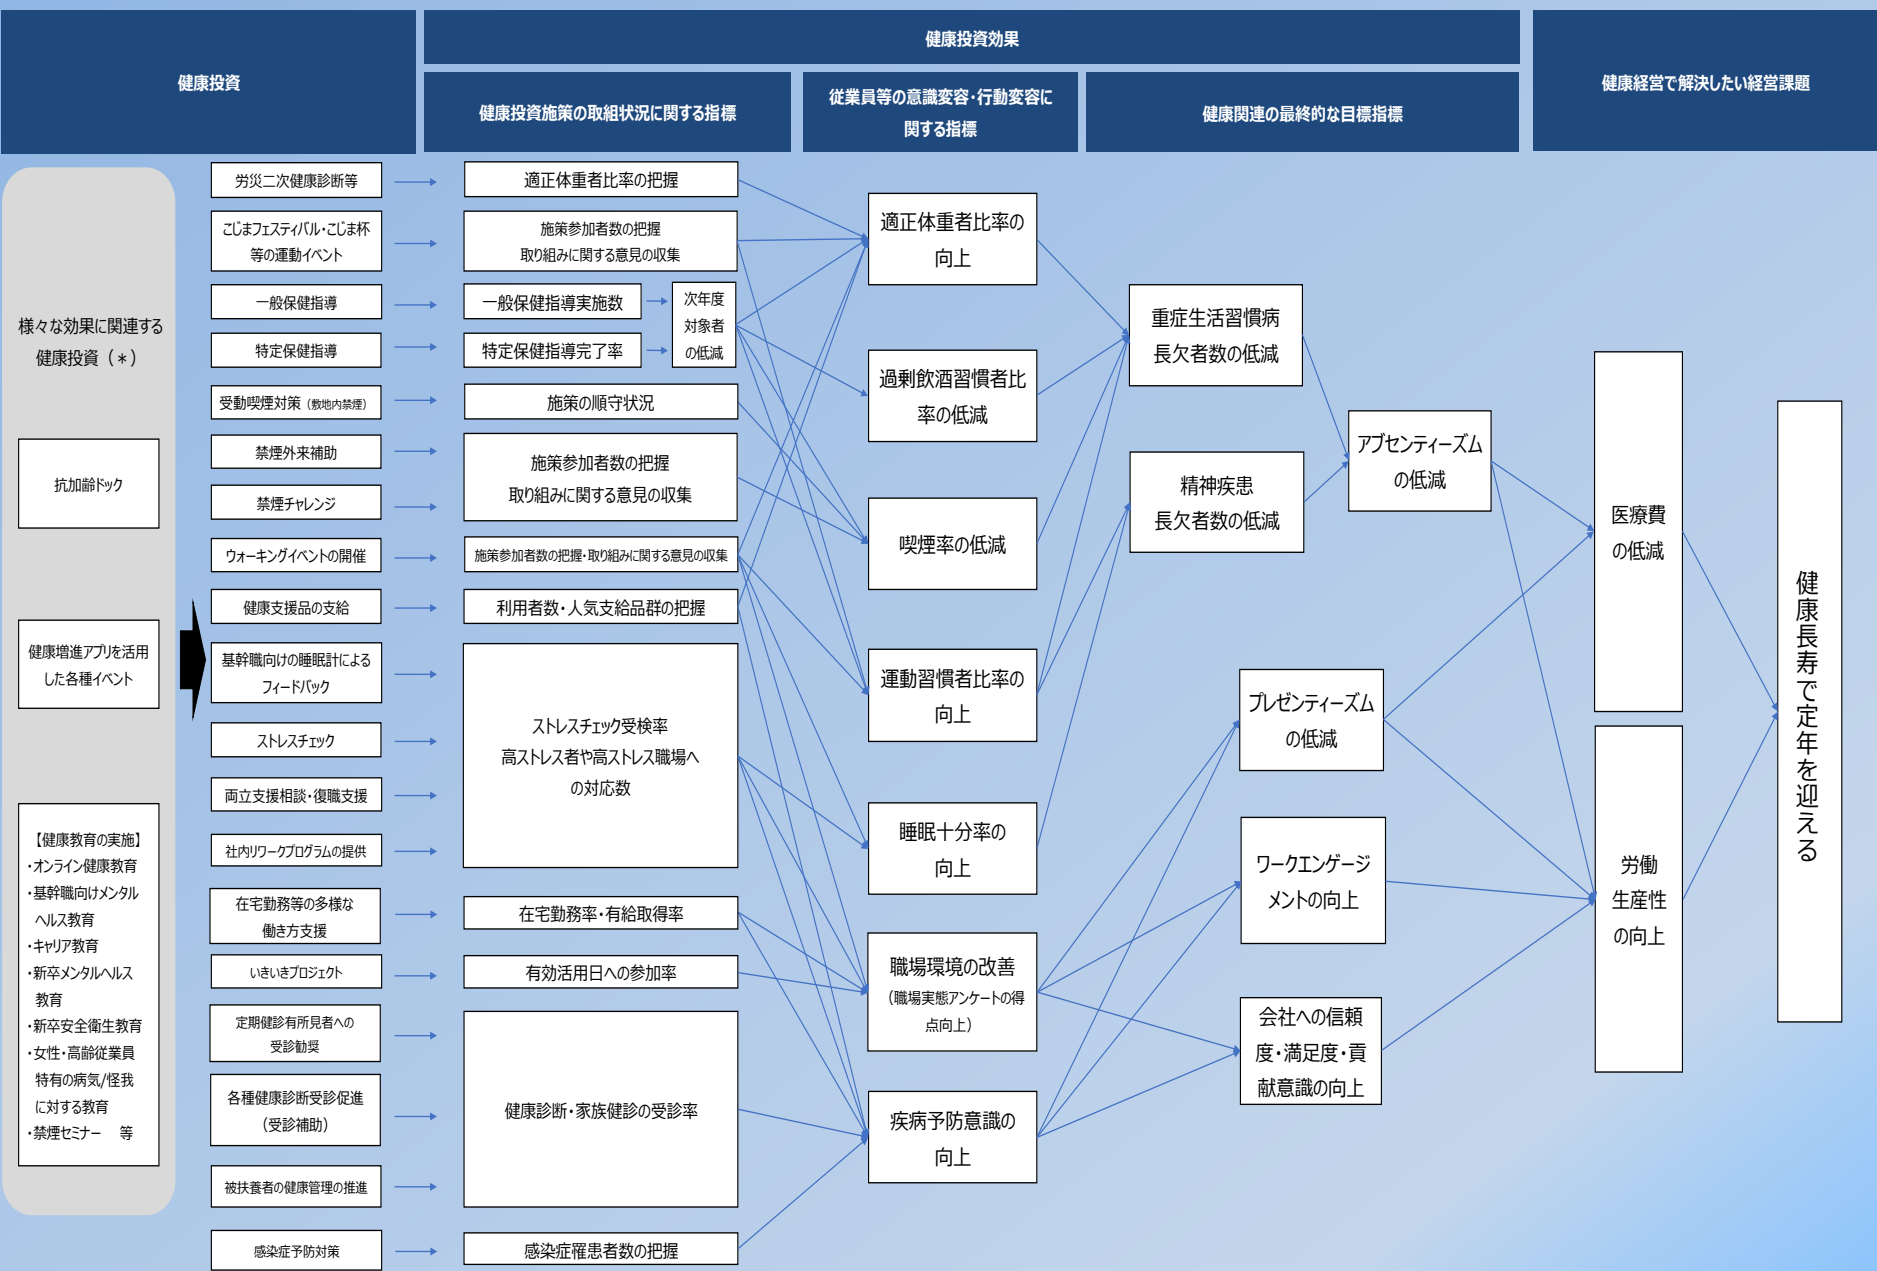 健康投資
健康投資効果
健康投資施策の取組状況に関する指標
従業員等の意識変容・行動変容に
関する指標
健康関連の最終的な目標指標
健康経営で解決したい経営課題
様々な効果に関連する
健康投資（＊）
抗加齢ドック
健康増進アプリを活用
した各種イベント
【健康教育の実施】
・オンライン健康教育
・基幹職向けメンタル
ヘルス教育
・キャリア教育
・新卒メンタルヘルス
教育
・新卒安全衛生教育
・女性・高齢従業員
特有の病気/怪我
に対する教育
・禁煙セミナー　等
労災二次健康診断等
こじまフェスティバル・こじま杯
等の運動イベント
一般保健指導
特定保健指導
受動喫煙対策（敷地内禁煙）
禁煙外来補助
禁煙チャレンジ
ウォーキングイベントの開催
健康支援品の支給
基幹職向けの睡眠計による
フィードバック
ストレスチェック
両立支援相談・復職支援
社内リワークプログラムの提供
在宅勤務等の多様な
働き方支援
いきいきプロジェクト
定期健診有所見者への
受診勧奨
各種健康診断受診促進
（受診補助）
被扶養者の健康管理の推進
感染症予防対策
適正体重者比率の把握
施策参加者数の把握
取り組みに関する意見の収集
一般保健指導実施数
特定保健指導完了率
次年度
対象者
の低減
施策の順守状況
施策参加者数の把握
取り組みに関する意見の収集
施策参加者数の把握・取り組みに関する意見の収集
利用者数・人気支給品群の把握
ストレスチェック受検率
高ストレス者や高ストレス職場へ
の対応数
在宅勤務率・有給取得率
有効活用日への参加率
健康診断・家族健診の受診率
感染症罹患者数の把握
適正体重者比率の
向上
過剰飲酒習慣者比
率の低減
喫煙率の低減
運動習慣者比率の
向上
睡眠十分率の
向上
職場環境の改善
（職場実態アンケートの得
点向上）
疾病予防意識の
向上
重症生活習慣病
長欠者数の低減
精神疾患
長欠者数の低減
アブセンティーズム
の低減
プレゼンティーズム
の低減
ワークエンゲージ
メントの向上
会社への信頼
度・満足度・貢
献意識の向上
医療費
の低減
労働
生産性
の向上
健康長寿で定年を迎える